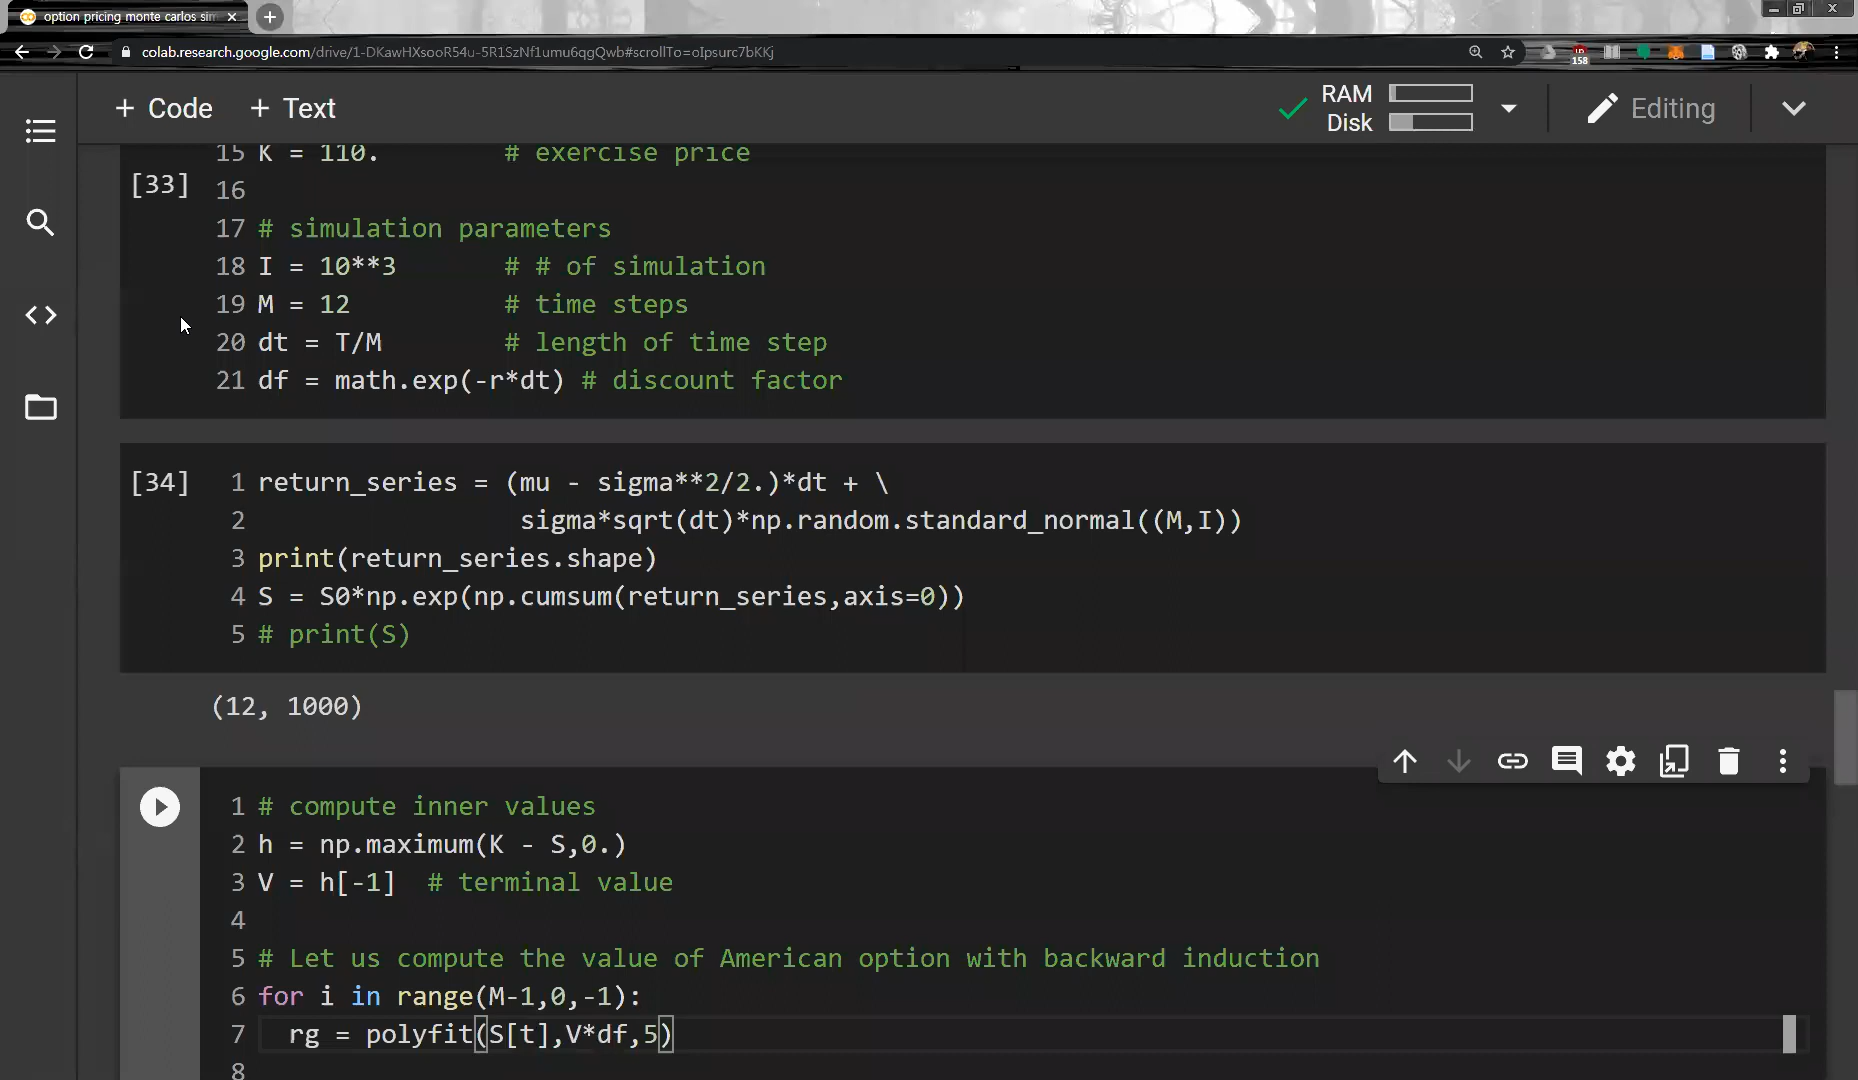 option pricing monte carlos sim
colab.research.google.com/drive/1-DKawHXsooR54u-5R1SzNf1umu6qgQwb#scrollTo=oIpsurc7bKKj
158
+ Code + Text
RAM
Disk
Editing
15 K = 110. # exercise price
[33] 16
17 # simulation parameters
18 I = 10**3 # # of simulation
19 M = 12 # time steps
20 dt = T/M # length of time step
21 df = math.exp(-r*dt) # discount factor
[34] 1 return_series = (mu - sigma**2/2.)*dt + \
2 sigma*sqrt(dt)*np.random.standard_normal((M,I))
3 print(return_series.shape)
4 S = S0*np.exp(np.cumsum(return_series,axis=0))
5 # print(S)
(12, 1000)
1 # compute inner values
2 h = np.maximum(K - S,0.)
3 V = h[-1] # terminal value
4
5 # Let us compute the value of American option with backward induction
6 for i in range(M-1,0,-1):
7 rg = polyfit(S[t],V*df,5)
8